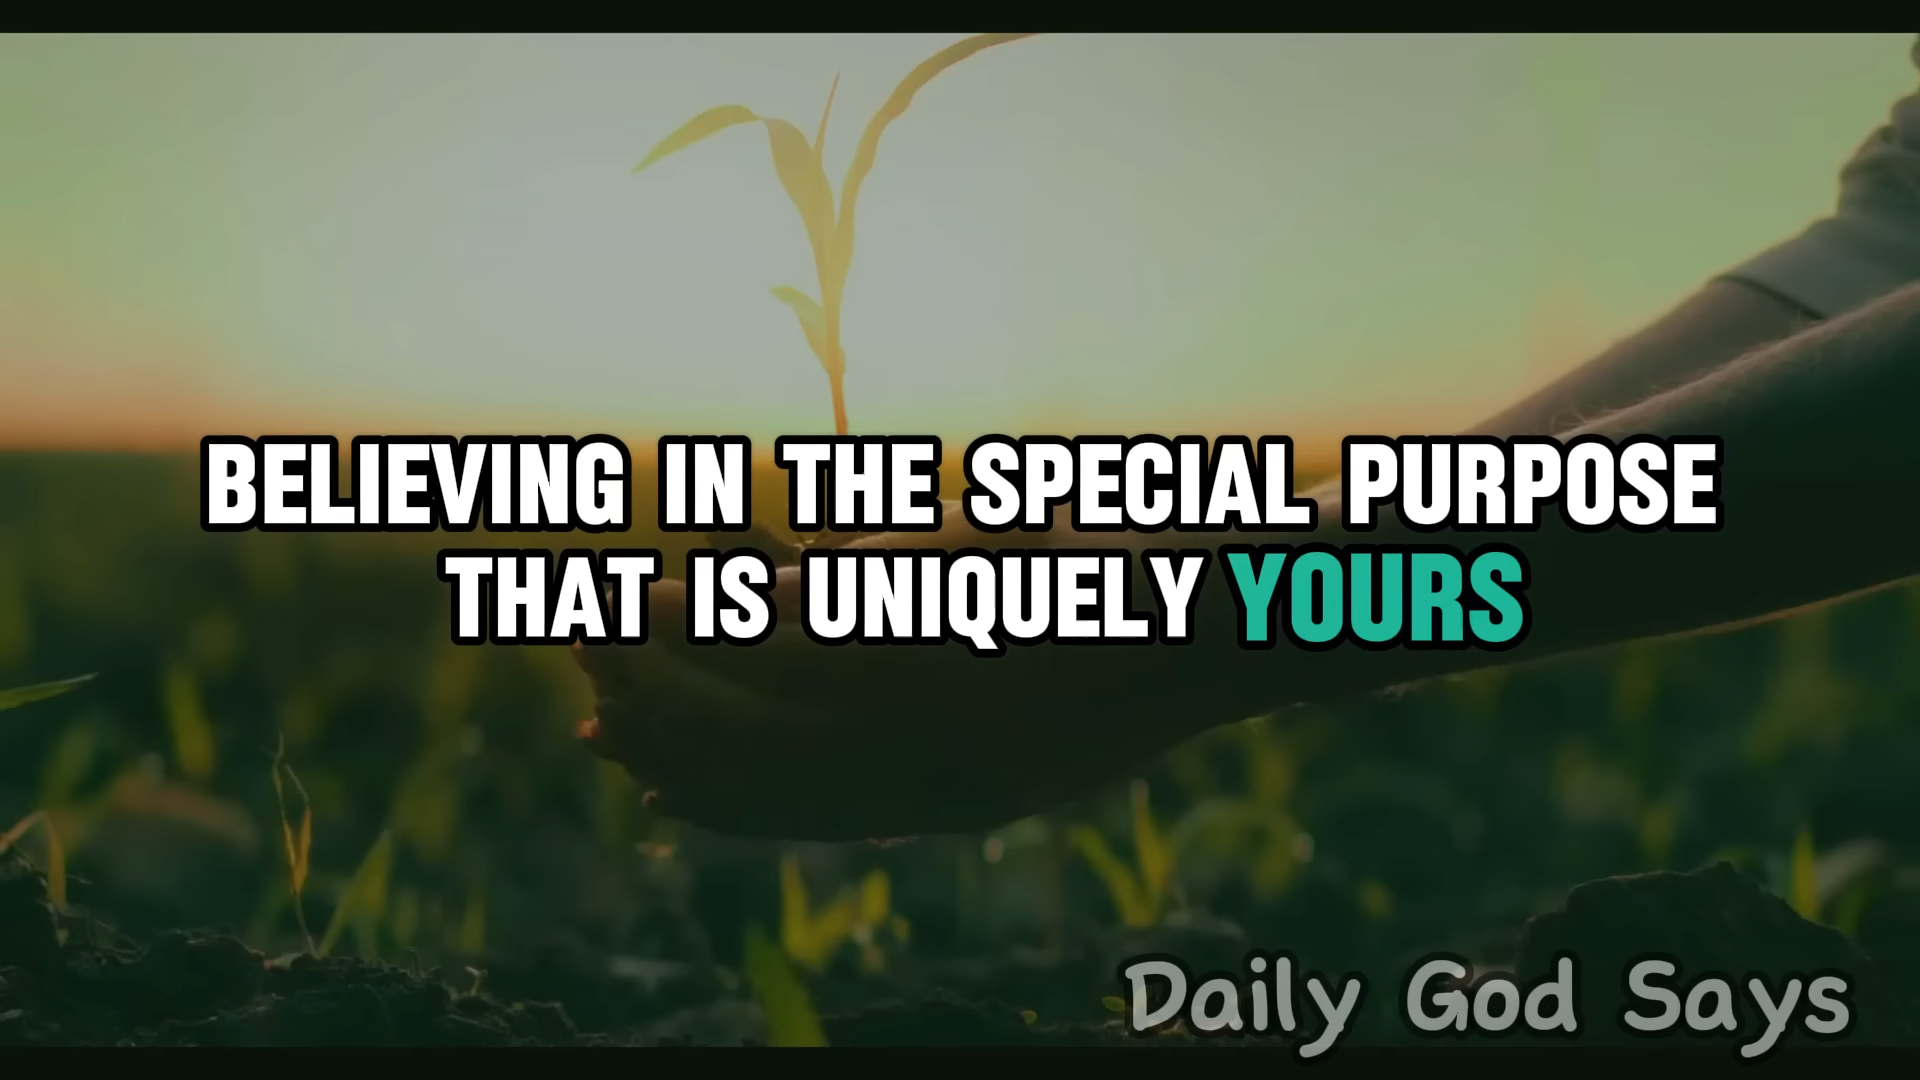 BELIEVING IN THE SPECIAL PURPOSE
THAT IS UNIQUELY YOURS
Daily God Says